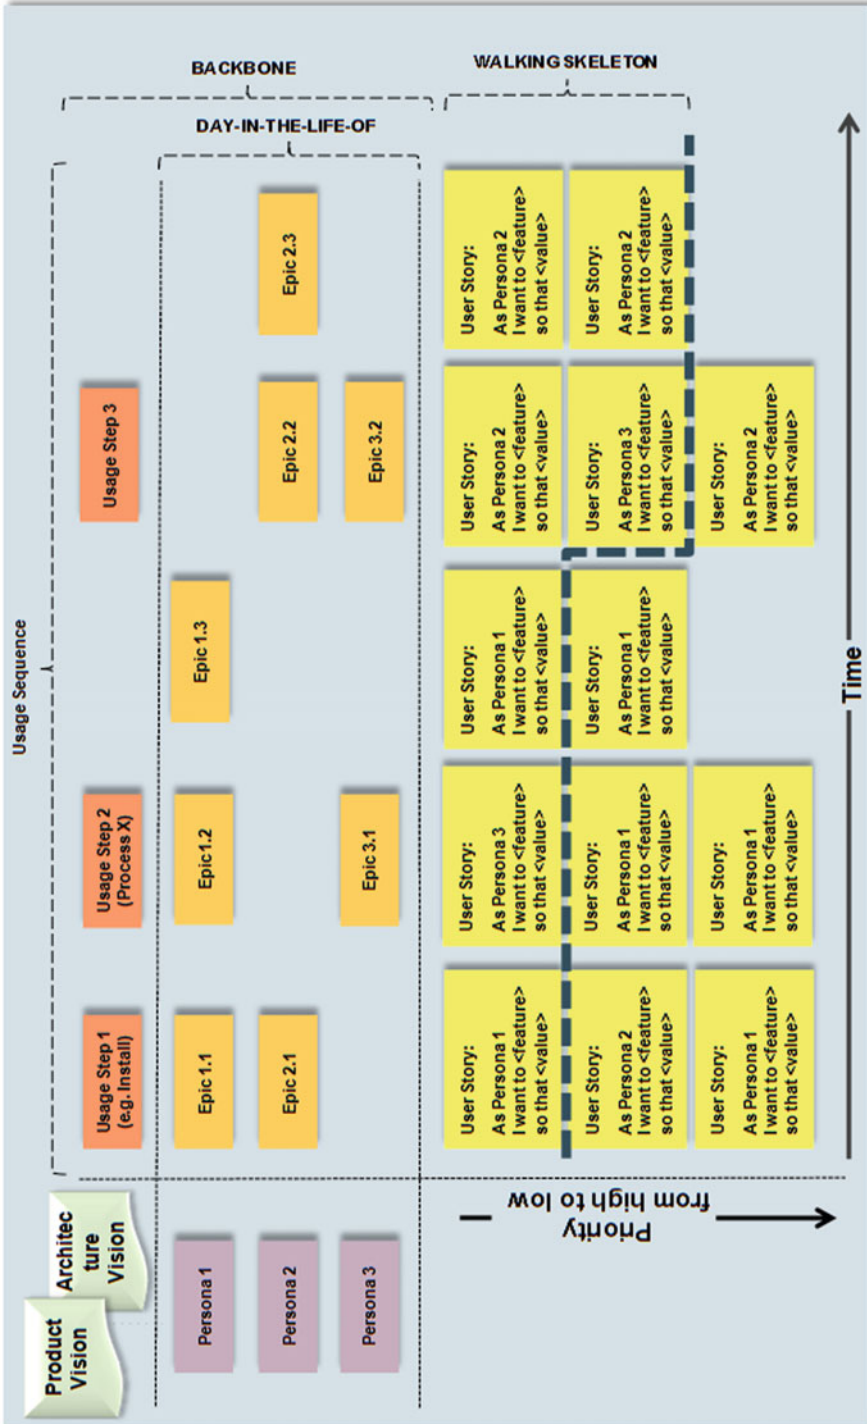 Product
Vision
Architec
ture
Vision
Usage Sequence
BACKBONE
Usage Step 1
(e.g. Install)
Usage Step 2
(Process X)
Usage Step 3
DAY-IN-THE-LIFE-OF
Persona 1
Epic 1.1
Epic 1.2
Epic 1.3
Persona 2
Epic 2.1
Epic 2.2
Epic 2.3
Persona 3
Epic 3.1
Epic 3.2
WALKING SKELETON
Priority
from high to low
User Story:
As Persona 1
I want to <feature>
so that <value>
User Story:
As Persona 3
I want to <feature>
so that <value>
User Story:
As Persona 1
I want to <feature>
so that <value>
User Story:
As Persona 2
I want to <feature>
so that <value>
User Story:
As Persona 2
I want to <feature>
so that <value>
User Story:
As Persona 2
I want to <feature>
so that <value>
User Story:
As Persona 1
I want to <feature>
so that <value>
User Story:
As Persona 1
I want to <feature>
so that <value>
User Story:
As Persona 3
I want to <feature>
so that <value>
User Story:
As Persona 2
I want to <feature>
so that <value>
User Story:
As Persona 1
I want to <feature>
so that <value>
User Story:
As Persona 1
I want to <feature>
so that <value>
User Story:
As Persona 2
I want to <feature>
so that <value>
Time